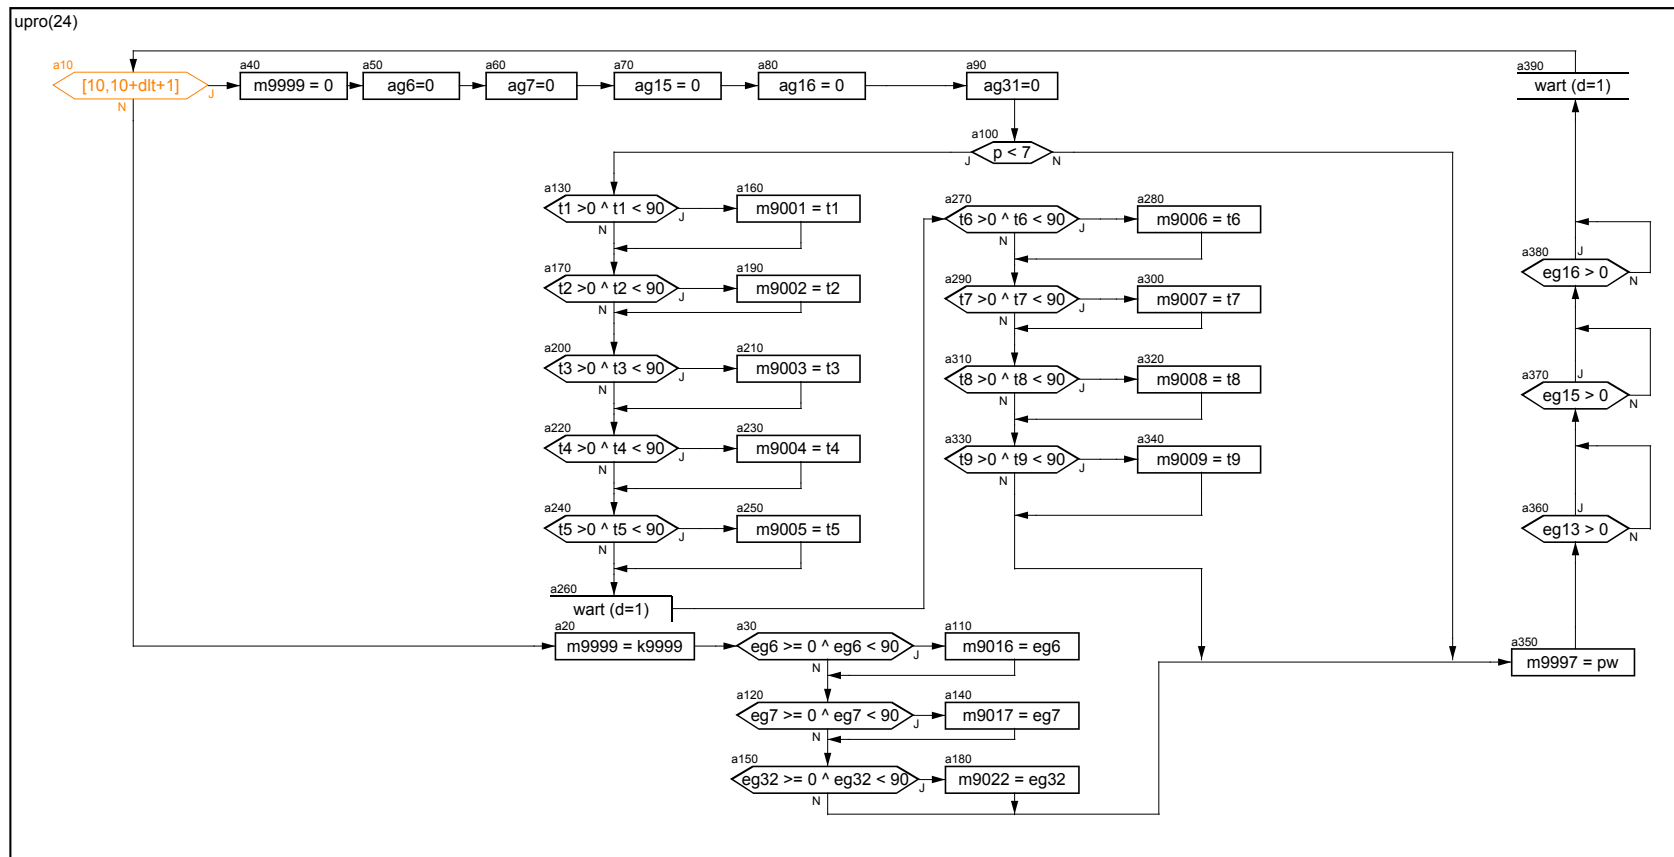 upro(24)
a10
[10,10+dlt+1]
J
N
a40
m9999 = 0
a50
ag6=0
a60
ag7=0
a70
ag15 = 0
a80
ag16 = 0
a90
ag31=0
a390
wart (d=1)
a100
p < 7
J
N
a130
t1 >0 ^ t1 < 90
J
N
a160
m9001 = t1
a170
t2 >0 ^ t2 < 90
J
N
a190
m9002 = t2
a200
t3 >0 ^ t3 < 90
J
N
a210
m9003 = t3
a220
t4 >0 ^ t4 < 90
J
N
a230
m9004 = t4
a240
t5 >0 ^ t5 < 90
J
N
a250
m9005 = t5
a260
wart (d=1)
a270
t6 >0 ^ t6 < 90
J
N
a280
m9006 = t6
a290
t7 >0 ^ t7 < 90
J
N
a300
m9007 = t7
a310
t8 >0 ^ t8 < 90
J
N
a320
m9008 = t8
a330
t9 >0 ^ t9 < 90
J
N
a340
m9009 = t9
a380
J
eg16 > 0
N
a370
J
eg15 > 0
N
a360
J
eg13 > 0
N
a350
m9997 = pw
a20
m9999 = k9999
a30
eg6 >= 0 ^ eg6 < 90
J
N
a110
m9016 = eg6
a120
eg7 >= 0 ^ eg7 < 90
J
N
a140
m9017 = eg7
a150
eg32 >= 0 ^ eg32 < 90
J
N
a180
m9022 = eg32